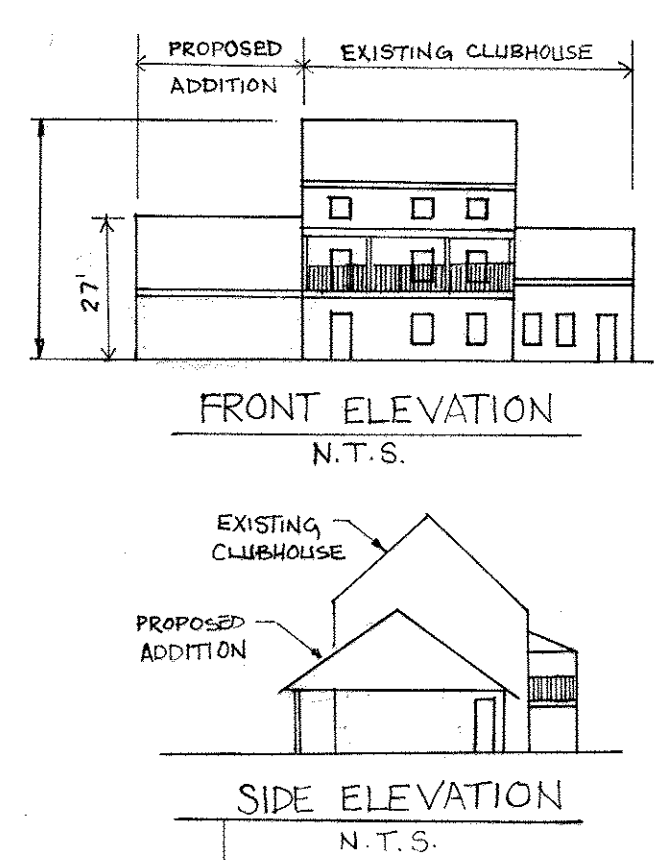 PROPOSED
ADDITION
EXISTING CLUBHOUSE
27'
FRONT ELEVATION
N.T.S.
EXISTING
CLUBHOUSE
PROPOSED
ADDITION
SIDE ELEVATION
N.T.S.